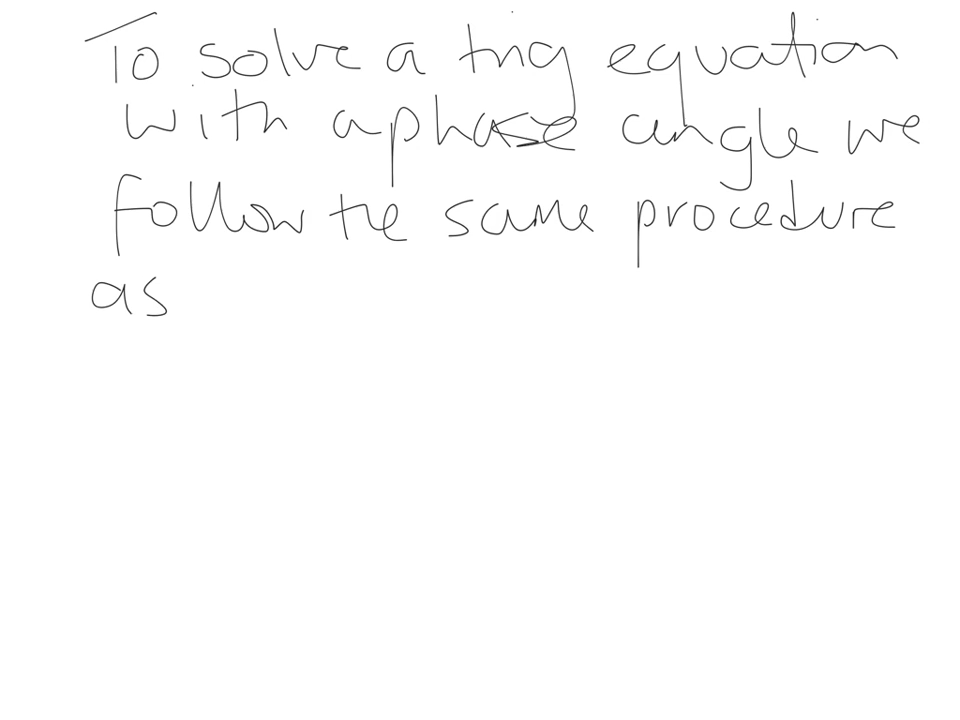 To solve a trig equation
with a phase angle we
follow the same procedure
as